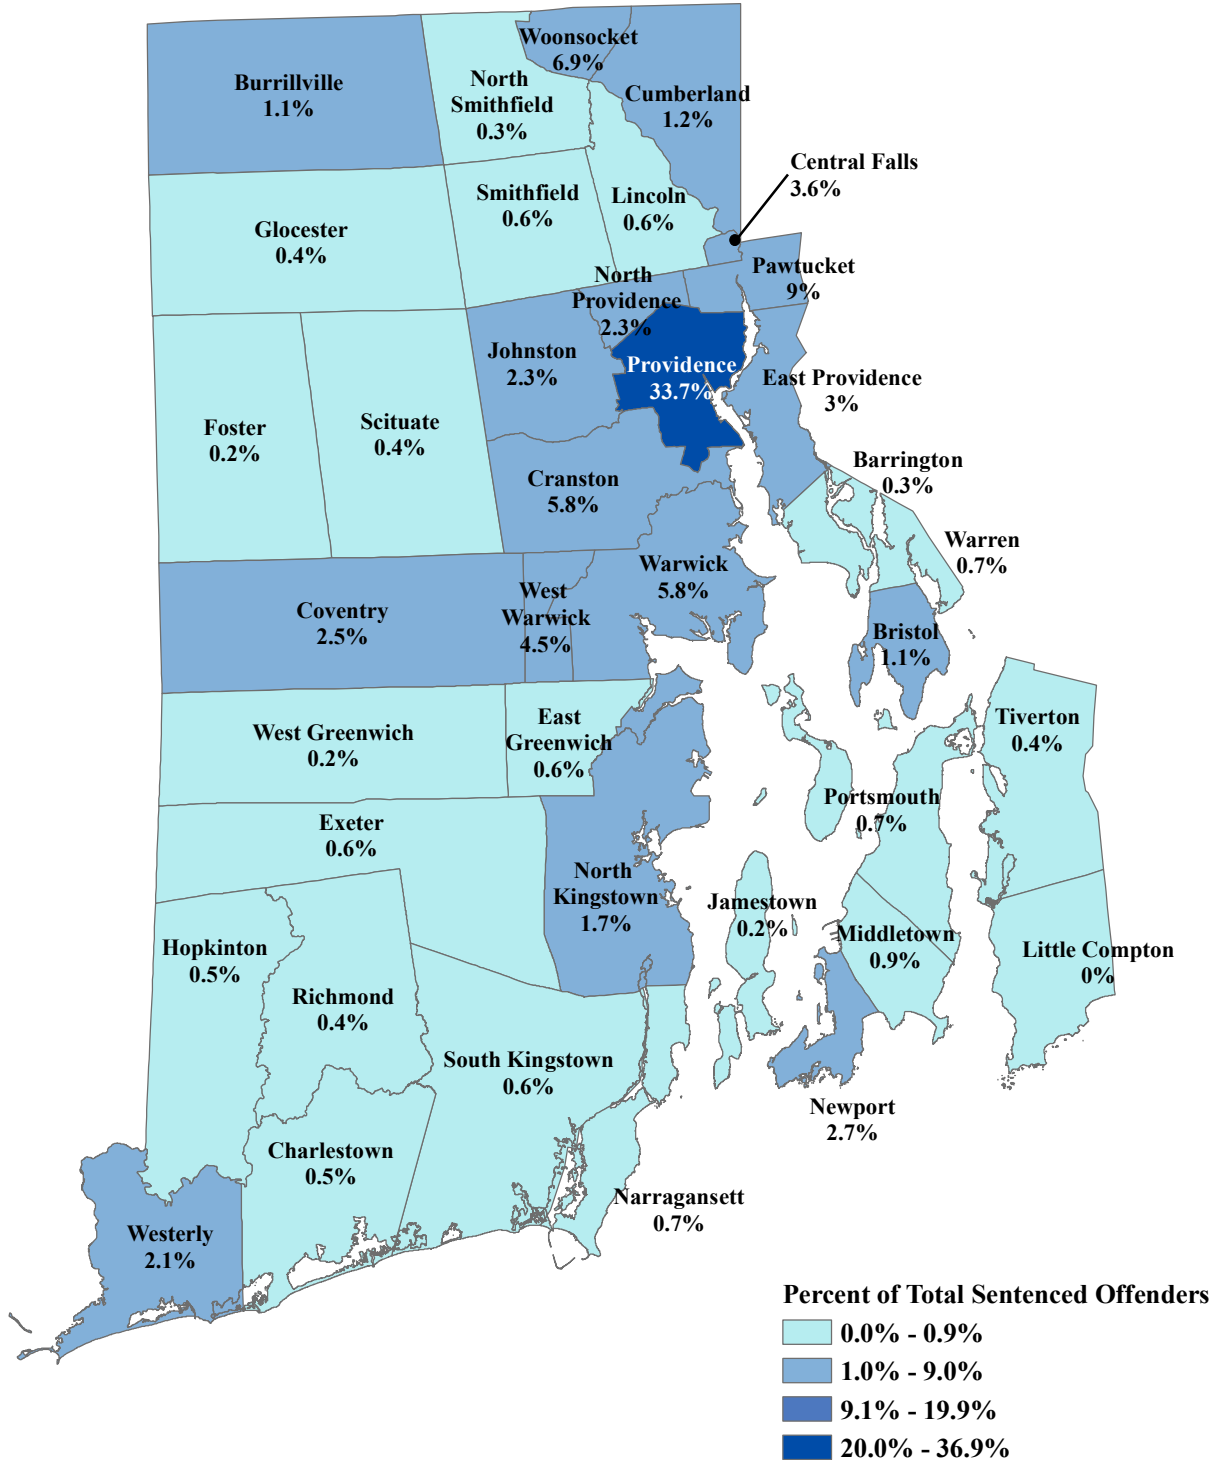 Woonsocket
6.9%
Burrillville
1.1%
North
Smithfield
0.3%
Cumberland
1.2%
Central Falls
3.6%
Smithfield
0.6%
Lincoln
0.6%
Glocester
0.4%
Pawtucket
9%
North
Providence
2.3%
Johnston
2.3%
Providence
33.7%
East Providence
3%
Foster
0.2%
Scituate
0.4%
Barrington
0.3%
Cranston
5.8%
Warren
0.7%
Warwick
5.8%
West
Warwick
4.5%
Coventry
2.5%
Bristol
1.1%
West Greenwich
0.2%
East
Greenwich
0.6%
Tiverton
0.4%
Portsmouth
0.7%
Exeter
0.6%
North
Kingstown
1.7%
Jamestown
0.2%
Middletown
0.9%
Little Compton
0%
Hopkinton
0.5%
Richmond
0.4%
South Kingstown
0.6%
Newport
2.7%
Charlestown
0.5%
Narragansett
0.7%
Westerly
2.1%
Percent of Total Sentenced Offenders
0.0% - 0.9%
1.0% - 9.0%
9.1% - 19.9%
20.0% - 36.9%